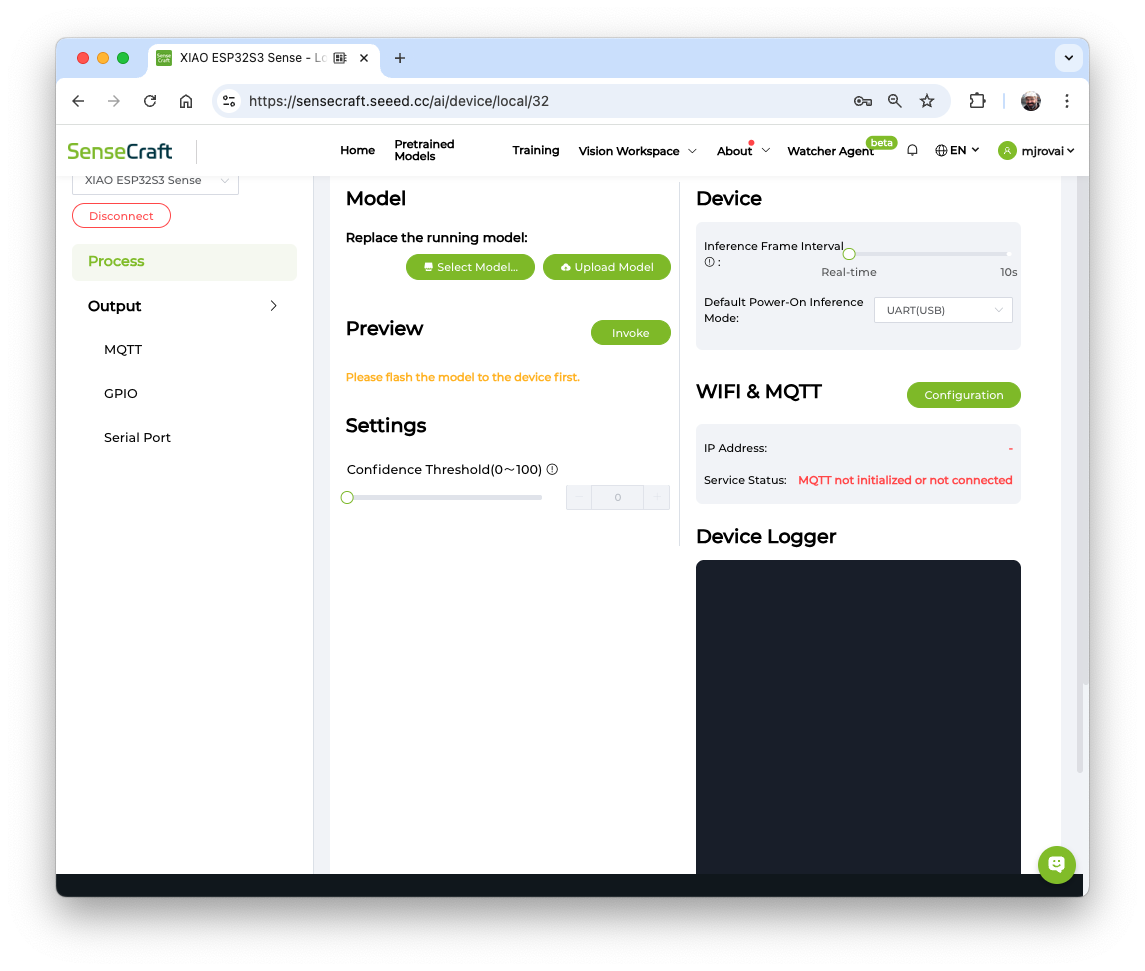 XIAO ESP32S3 Sense - Lo
https://sensecraft.seeed.cc/ai/device/local/32
SenseCraft
Home
Pretrained
Models
Training
Vision Workspace
About
Watcher Agent
beta
EN
mjrovai
XIAO ESP32S3 Sense
Disconnect
Process
Output
MQTT
GPIO
Serial Port
Model
Replace the running model:
Select Model...
Upload Model
Preview
Invoke
Please flash the model to the device first.
Settings
Confidence Threshold(0～100)
0
Device
Inference Frame Interval
:
Real-time
10s
Default Power-On Inference
Mode:
UART(USB)
WIFI & MQTT
Configuration
IP Address:
-
Service Status:
MQTT not initialized or not connected
Device Logger